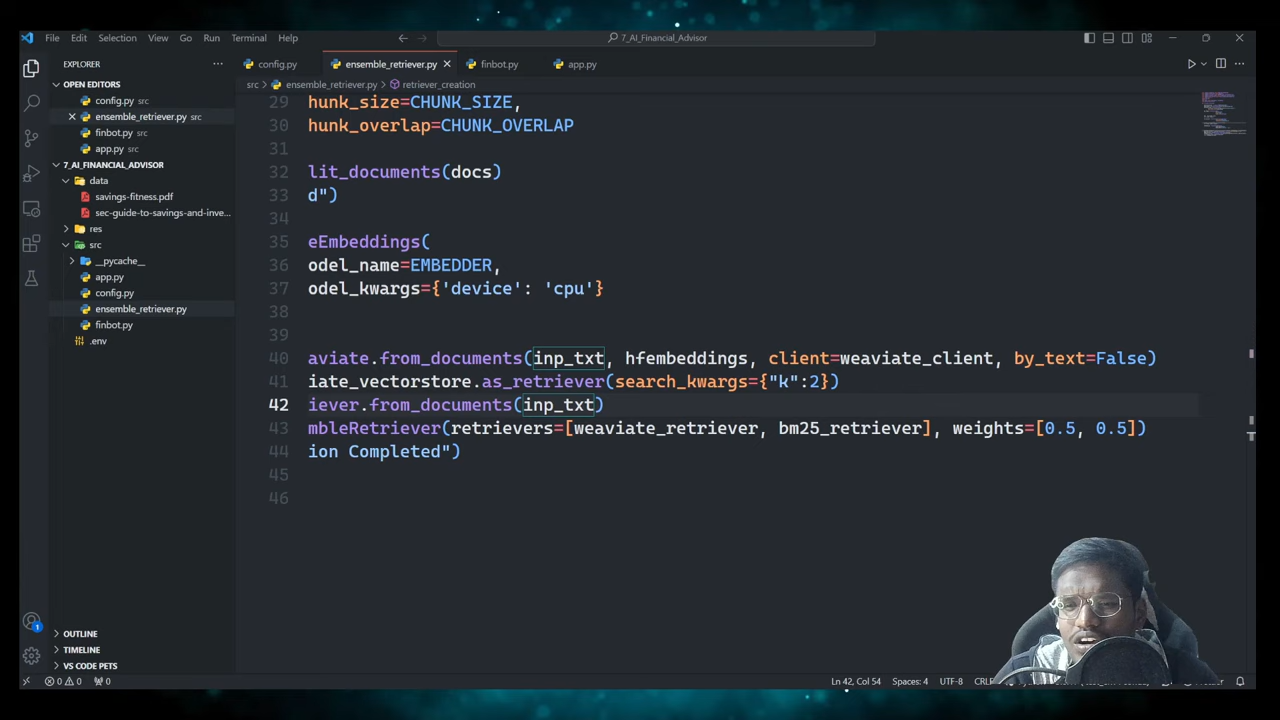 File Edit Selection View Go Run Terminal Help
7_AI_Financial_Advisor
EXPLORER
config.py
ensemble_retriever.py
finbot.py
app.py
OPEN EDITORS
config.py src
ensemble_retriever.py src
finbot.py src
app.py src
7_AI_FINANCIAL_ADVISOR
data
savings-fitness.pdf
sec-guide-to-savings-and-inve...
res
src
__pycache__
app.py
config.py
ensemble_retriever.py
finbot.py
.env
OUTLINE
TIMELINE
VS CODE PETS
src > ensemble_retriever.py > retriever_creation
29 hunk_size=CHUNK_SIZE,
30 hunk_overlap=CHUNK_OVERLAP
31
32 lit_documents(docs)
33 d")
34
35 eEmbeddings(
36 odel_name=EMBEDDER,
37 odel_kwargs={'device': 'cpu'}
38
39
40 aviate.from_documents(inp_txt, hfembeddings, client=weaviate_client, by_text=False)
41 iate_vectorstore.as_retriever(search_kwargs={"k":2})
42 iever.from_documents(inp_txt)
43 mbleRetriever(retrievers=[weaviate_retriever, bm25_retriever], weights=[0.5, 0.5])
44 ion Completed")
45
46
1
0 0 0
Ln 42, Col 54 Spaces: 4 UTF-8 CRLF